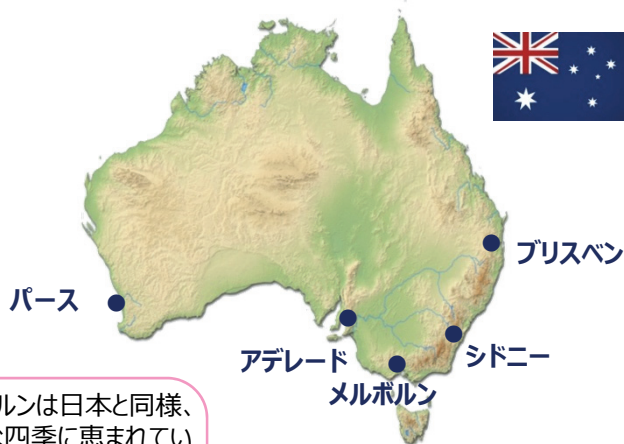 ブリスベン
パース
シドニー
アデレード
メルボルン
ルンは日本と同様、
四季に恵まれてい